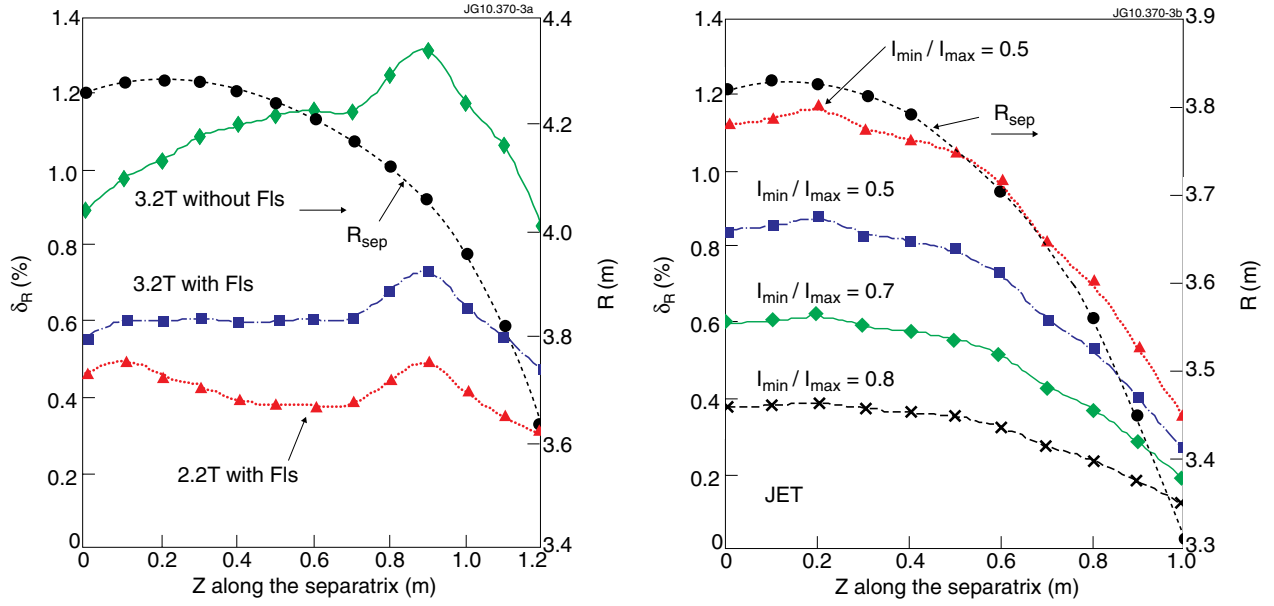 JG10.370-3a
1.4
1.2
1.0
0.8
0.6
0.4
0.2
0
δR (%)
4.4
4.2
4.0
3.8
3.6
3.4
R (m)
3.2T without FIs
Rsep
3.2T with FIs
2.2T with FIs
0 0.2 0.4 0.6 0.8 1.0 1.2
Z along the separatrix (m)
JG10.370-3b
1.4
1.2
1.0
0.8
0.6
0.4
0.2
0
δR (%)
3.9
3.8
3.7
3.6
3.5
3.4
3.3
R (m)
Imin / Imax = 0.5
Rsep
Imin / Imax = 0.5
Imin / Imax = 0.7
Imin / Imax = 0.8
JET
0 0.2 0.4 0.6 0.8 1.0
Z along the separatrix (m)